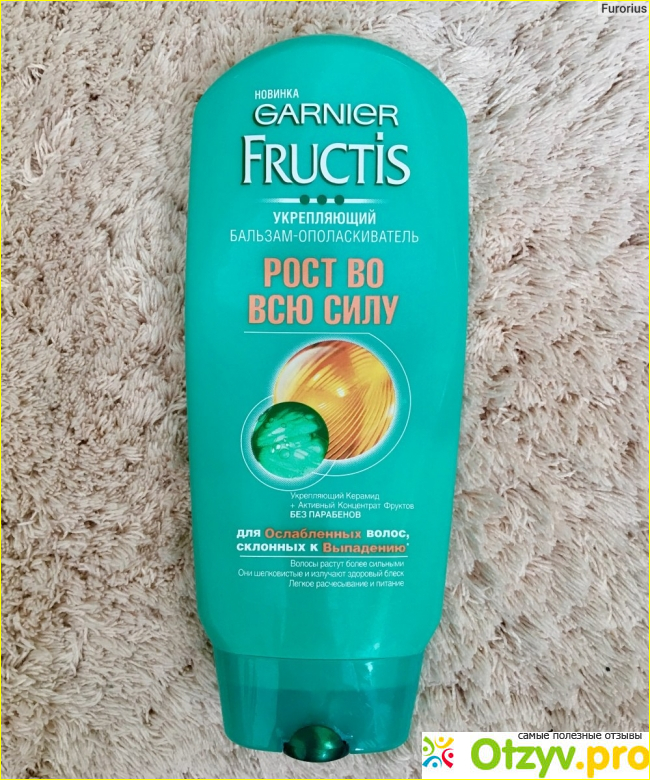 Furorius
НОВИНКА
GARNIER
FRUCTIS
УКРЕПЛЯЮЩИЙ
БАЛЬЗАМ-ОПОЛАСКИВАТЕЛЬ
РОСТ ВО
ВСЮ СИЛУ
Укрепляющий Керамид
+ Активный Концентрат Фруктов
БЕЗ ПАРАБЕНОВ
для Ослабленных волос,
склонных к Выпадению*
Волосы растут более сильными
Они шелковистые и излучают здоровый блеск
Легкое расчесывание и питание
самые полезные отзывы
Otzyv.pro